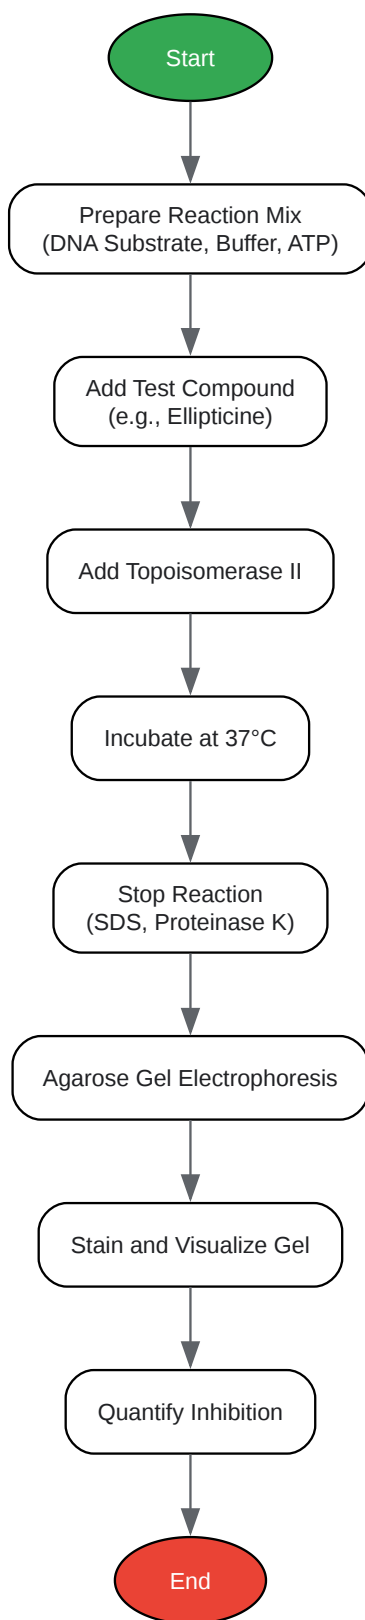 Start
Prepare Reaction Mix
(DNA Substrate, Buffer, ATP)
Add Test Compound
(e.g., Ellipticine)
Add Topoisomerase II
Incubate at 37°C
Stop Reaction
(SDS, Proteinase K)
Agarose Gel Electrophoresis
Stain and Visualize Gel
Quantify Inhibition
End